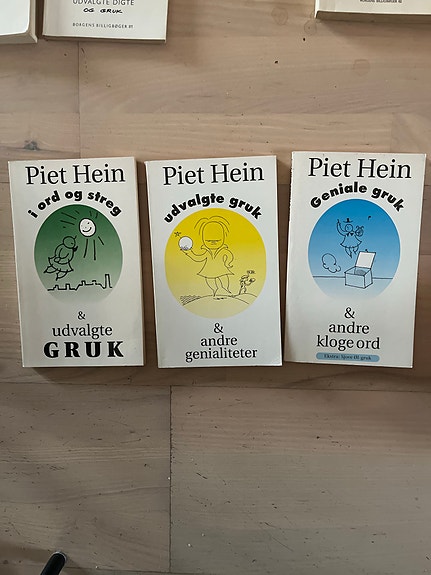 UDVALGTE DIGTE
OG GRUK
BORGENS BILLIGBØGER 81
Piet Hein
i ord og streg
&
udvalgte
GRUK
Piet Hein
udvalgte gruk
&
andre
genialiteter
Piet Hein
Geniale gruk
&
andre
kloge ord